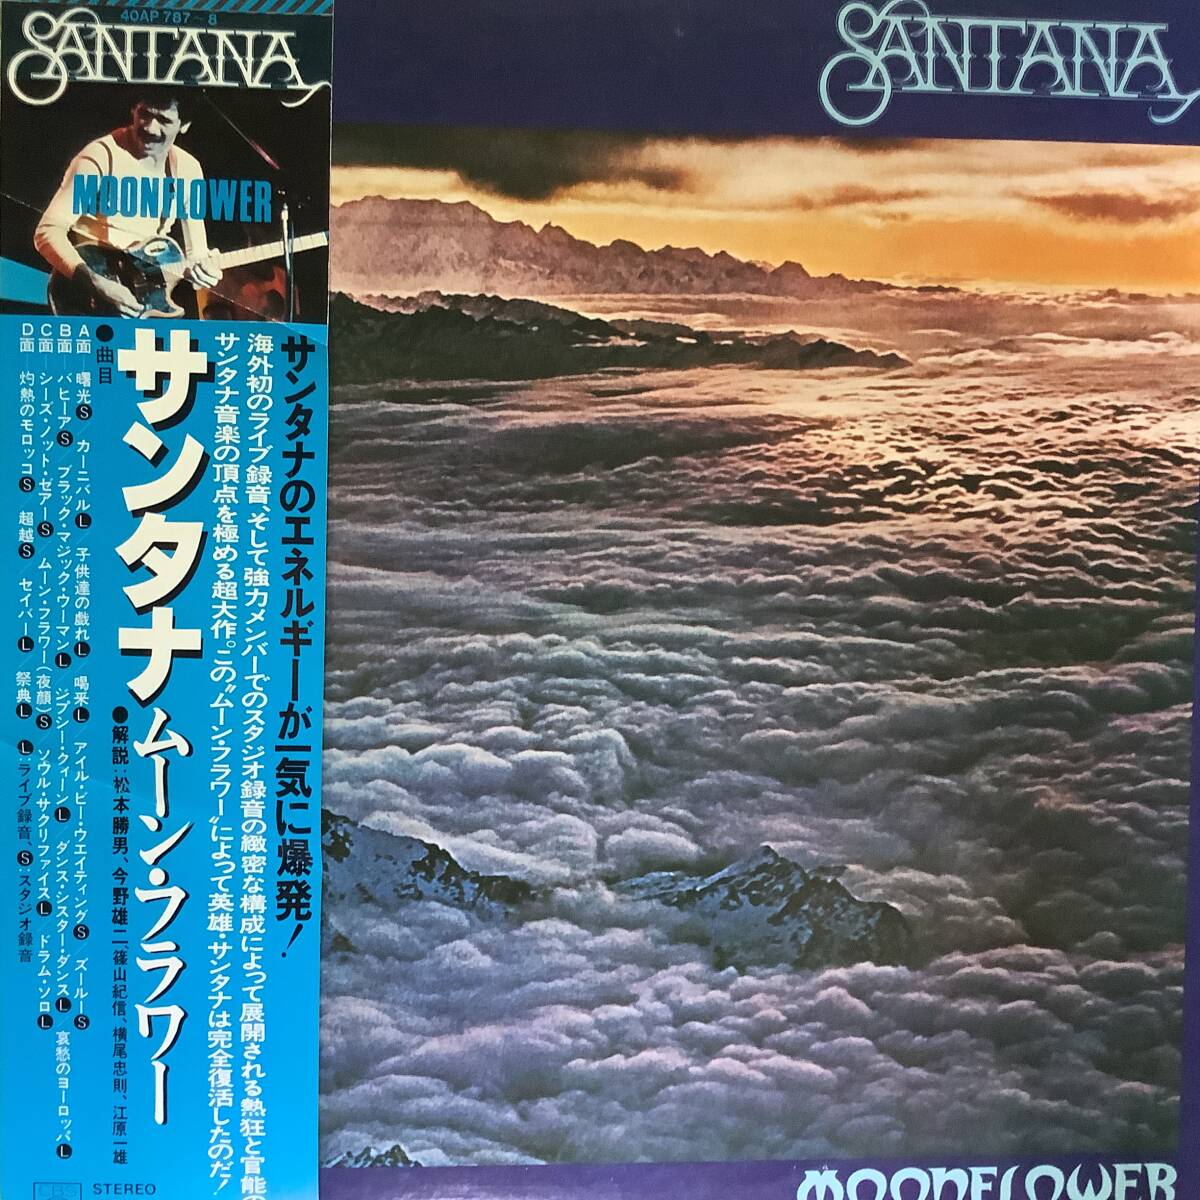 40AP 787~8
SANTANA
MOONFLOWER
サンタナのエネルギーが一気に爆発!
海外初のライブ録音、そして強力メンバーでのスタジオ録音の緻密な構成によって展開される熱狂と官能の
サンタナ音楽の頂点を極める超大作。この“ムーン・フラワー”によって英雄・サンタナは完全復活したのだ!
サンタナ ムーン・フラワー
●解説:松本勝男、今野雄二、篠山紀信、横尾忠則、江原一雄
●曲目
A面 曙光Ⓢ/カーニバルⓁ/子供達の戯れⓁ/喝采Ⓛ/アイル・ビー・ウエイティングⓈ/ズールーⓈ
B面 バヒーアⓈ/ブラック・マジック・ウーマンⓁ/ジプシー・クィーンⓁ/ダンス・シスター・ダンスⓁ/哀愁のヨーロッパⓁ
C面 シーズ・ノット・ゼアーⓈ/ムーン・フラワー(夜顔)Ⓢ/ソウル・サクリファイスⓁ/ドラム・ソロⓁ
D面 灼熱のモロッコⓈ/超越Ⓢ/セイバーⓁ/祭典Ⓛ Ⓛ:ライブ録音、Ⓢ:スタジオ録音
CBS
STEREO
SANTANA
MOONFLOWER